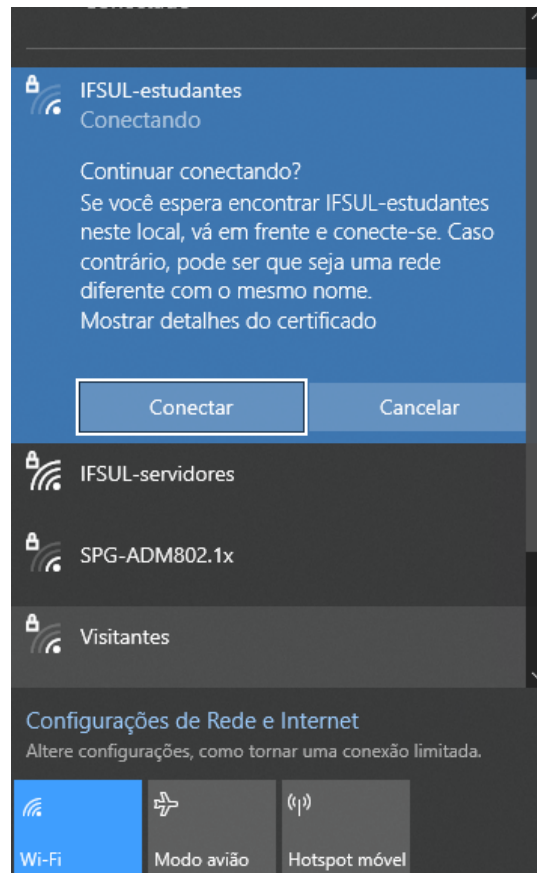 IFSUL-estudantes
Conectando
Continuar conectando?
Se você espera encontrar IFSUL-estudantes
neste local, vá em frente e conecte-se. Caso
contrário, pode ser que seja uma rede
diferente com o mesmo nome.
Mostrar detalhes do certificado
Conectar
Cancelar
IFSUL-servidores
SPG-ADM802.1x
Visitantes
Configurações de Rede e Internet
Altere configurações, como tornar uma conexão limitada.
Wi-Fi
Modo avião
Hotspot móvel